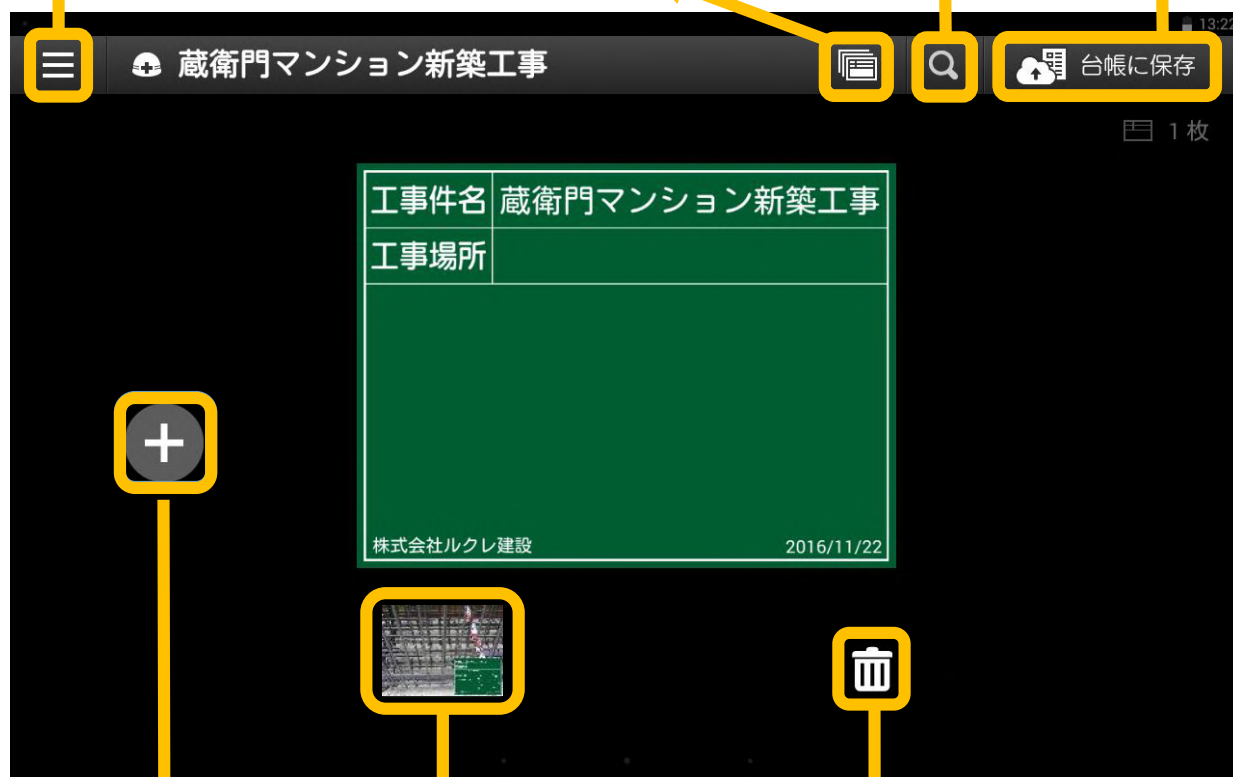 13:22
蔵衛門マンション新築工事
台帳に保存
1枚
工事件名 蔵衛門マンション新築工事
工事場所
株式会社ルクレ建設 2016/11/22